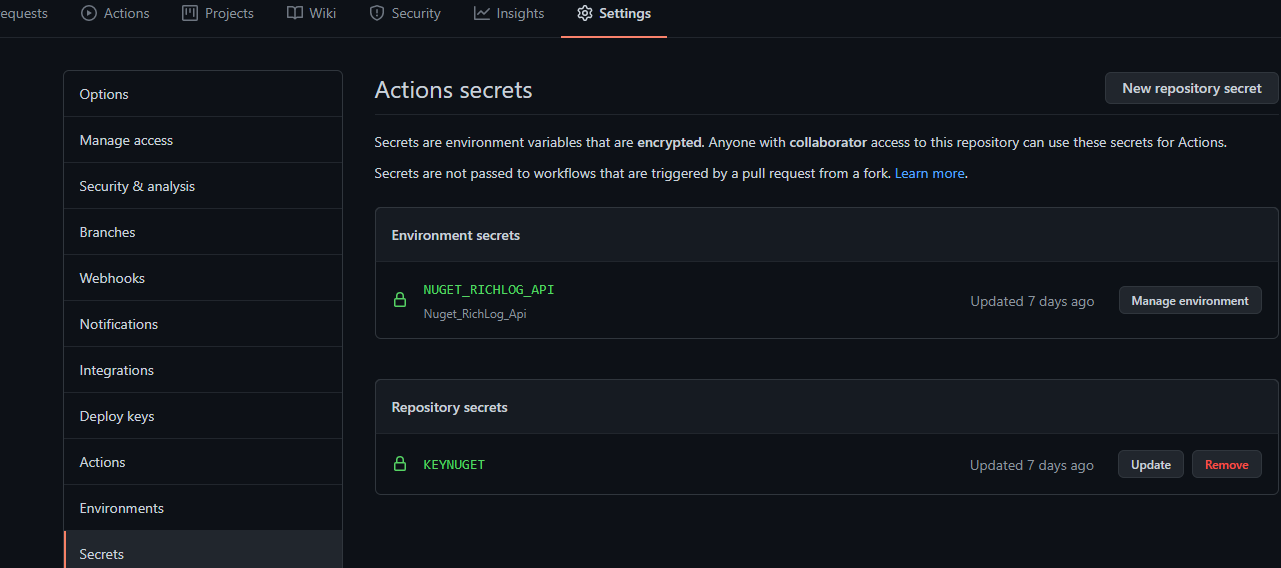 equests Actions Projects Wiki Security Insights Settings
Options
Manage access
Security & analysis
Branches
Webhooks
Notifications
Integrations
Deploy keys
Actions
Environments
Secrets
Actions secrets
New repository secret
Secrets are environment variables that are encrypted. Anyone with collaborator access to this repository can use these secrets for Actions.
Secrets are not passed to workflows that are triggered by a pull request from a fork. Learn more.
Environment secrets
NUGET_RICHLOG_API
Nuget_RichLog_Api
Updated 7 days ago
Manage environment
Repository secrets
KEYNUGET
Updated 7 days ago
Update
Remove